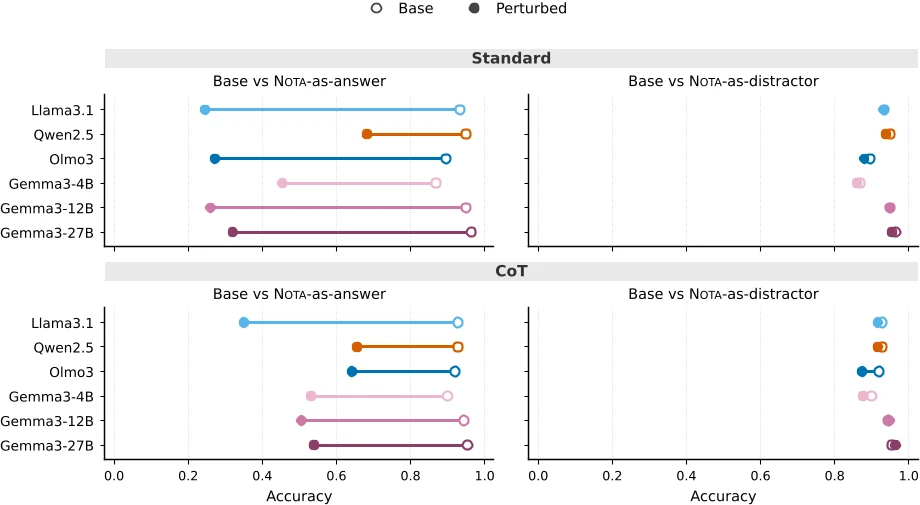 Base Perturbed
Standard
Base vs NOTA-as-answer Base vs NOTA-as-distractor
Llama3.1
Qwen2.5
Olmo3
Gemma3-4B
Gemma3-12B
Gemma3-27B
CoT
Base vs NOTA-as-answer Base vs NOTA-as-distractor
Llama3.1
Qwen2.5
Olmo3
Gemma3-4B
Gemma3-12B
Gemma3-27B
0.0 0.2 0.4 0.6 0.8 1.0 0.0 0.2 0.4 0.6 0.8 1.0
Accuracy Accuracy